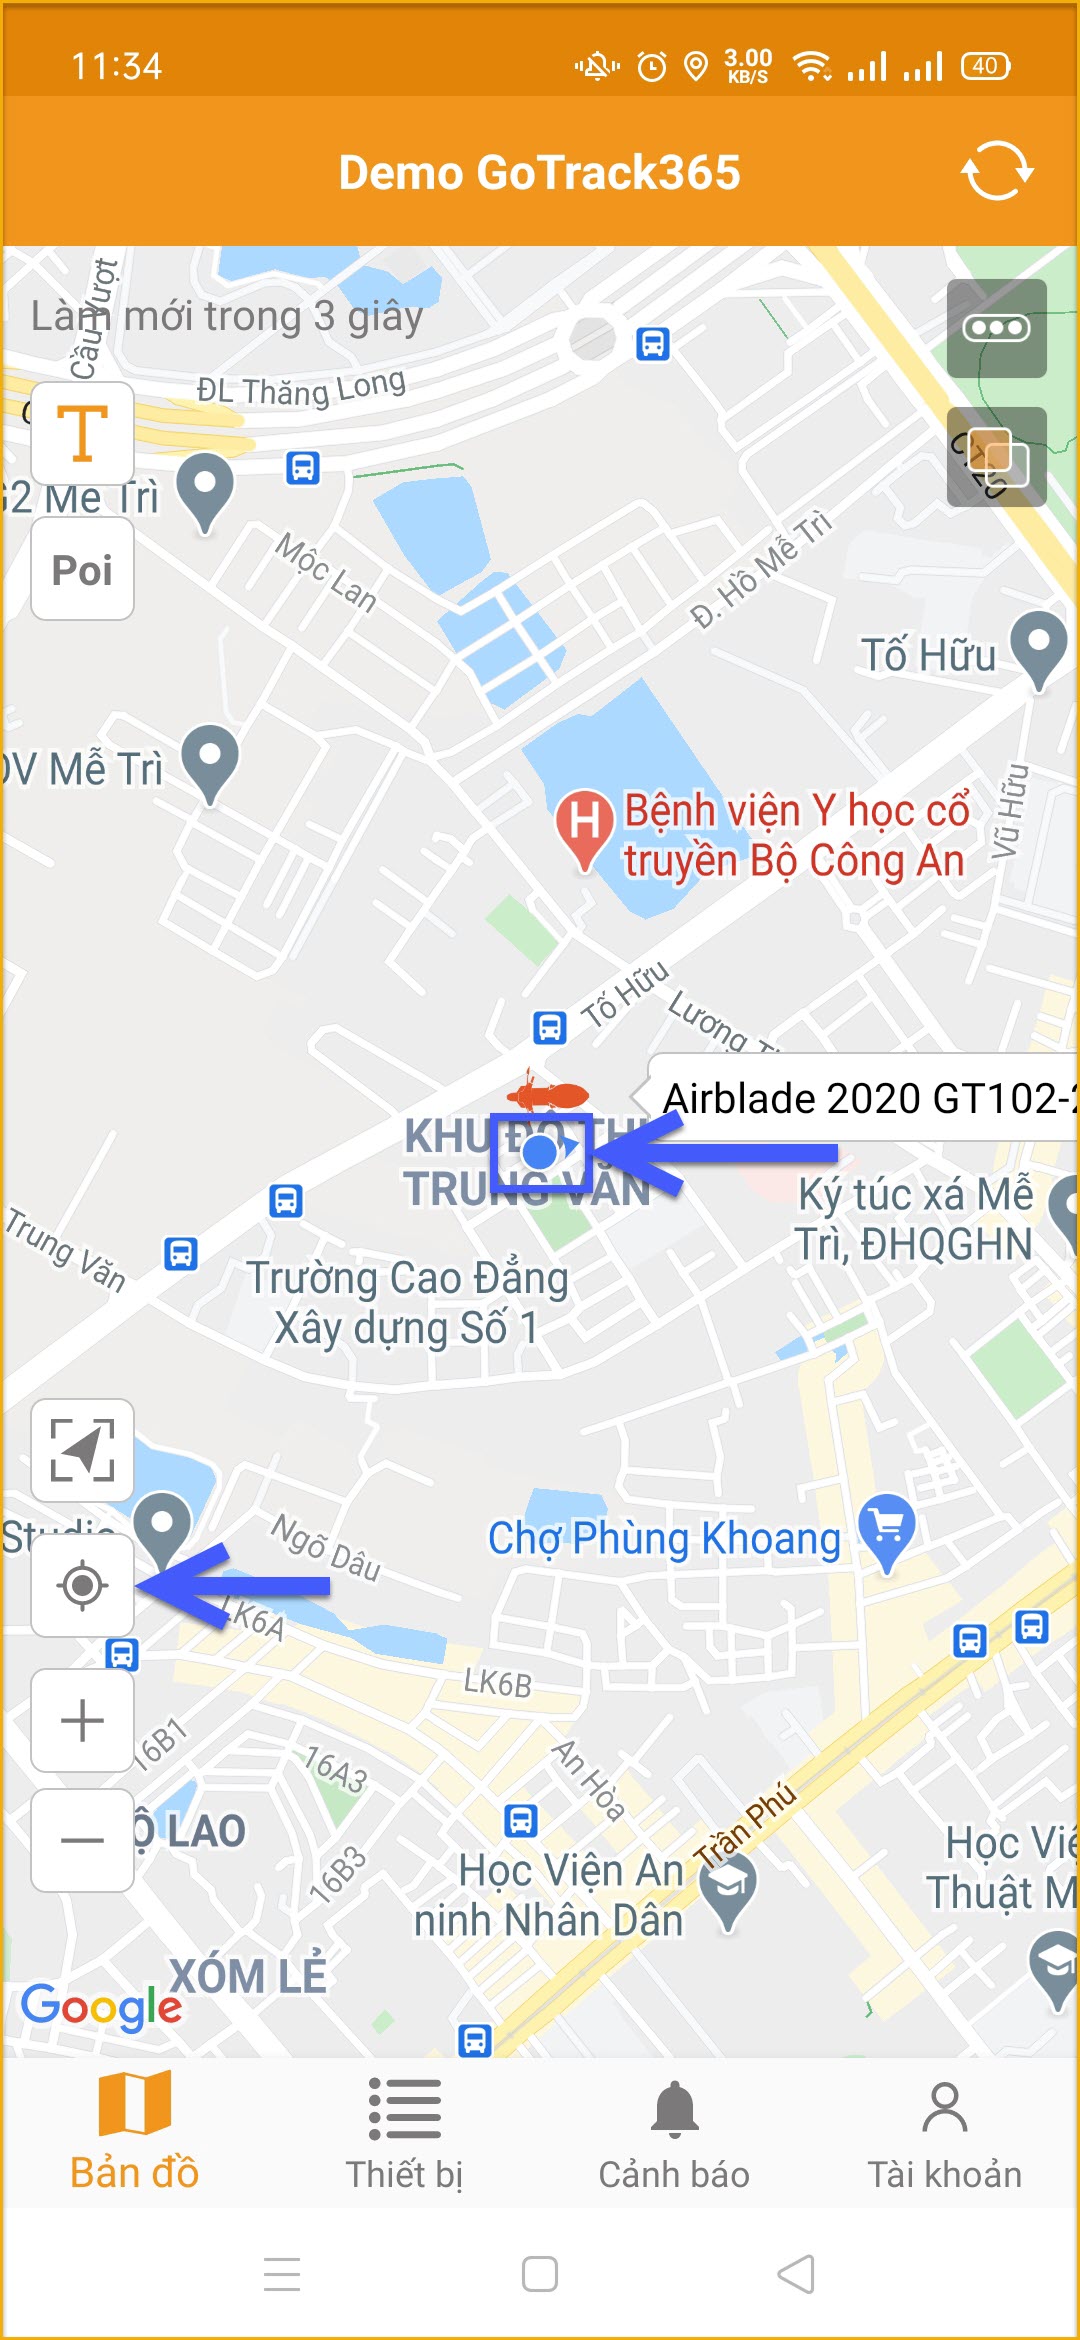 11:34
3.00
KB/S
40
Demo GoTrack365
Làm mới trong 3 giây
Cầu Vượt
ĐL Thăng Long
T
CT20
Mễ Trì
Poi
Mộc Lan
Đ. Hồ Mễ Trì
Tố Hữu
Mễ Trì
Vũ Hữu
H
Bệnh viện Y học cổ
truyền Bộ Công An
Tố Hữu
Lương
Airblade 2020 GT102-2
KHU ĐÔ THỊ
TRUNG VĂN
Ký túc xá Mễ
Trì, ĐHQGHN
Trung Văn
Trường Cao Đẳng
Xây dựng Số 1
Studio
Ngõ Dâu
Chợ Phùng Khoang
LK6A
LK6B
16B1
16A3
An Hòa
Trần Phú
LAO
16B3
Học Viện An
ninh Nhân Dân
Học
Thuật
XÓM LẺ
Google
Bản đồ
Thiết bị
Cảnh báo
Tài khoản